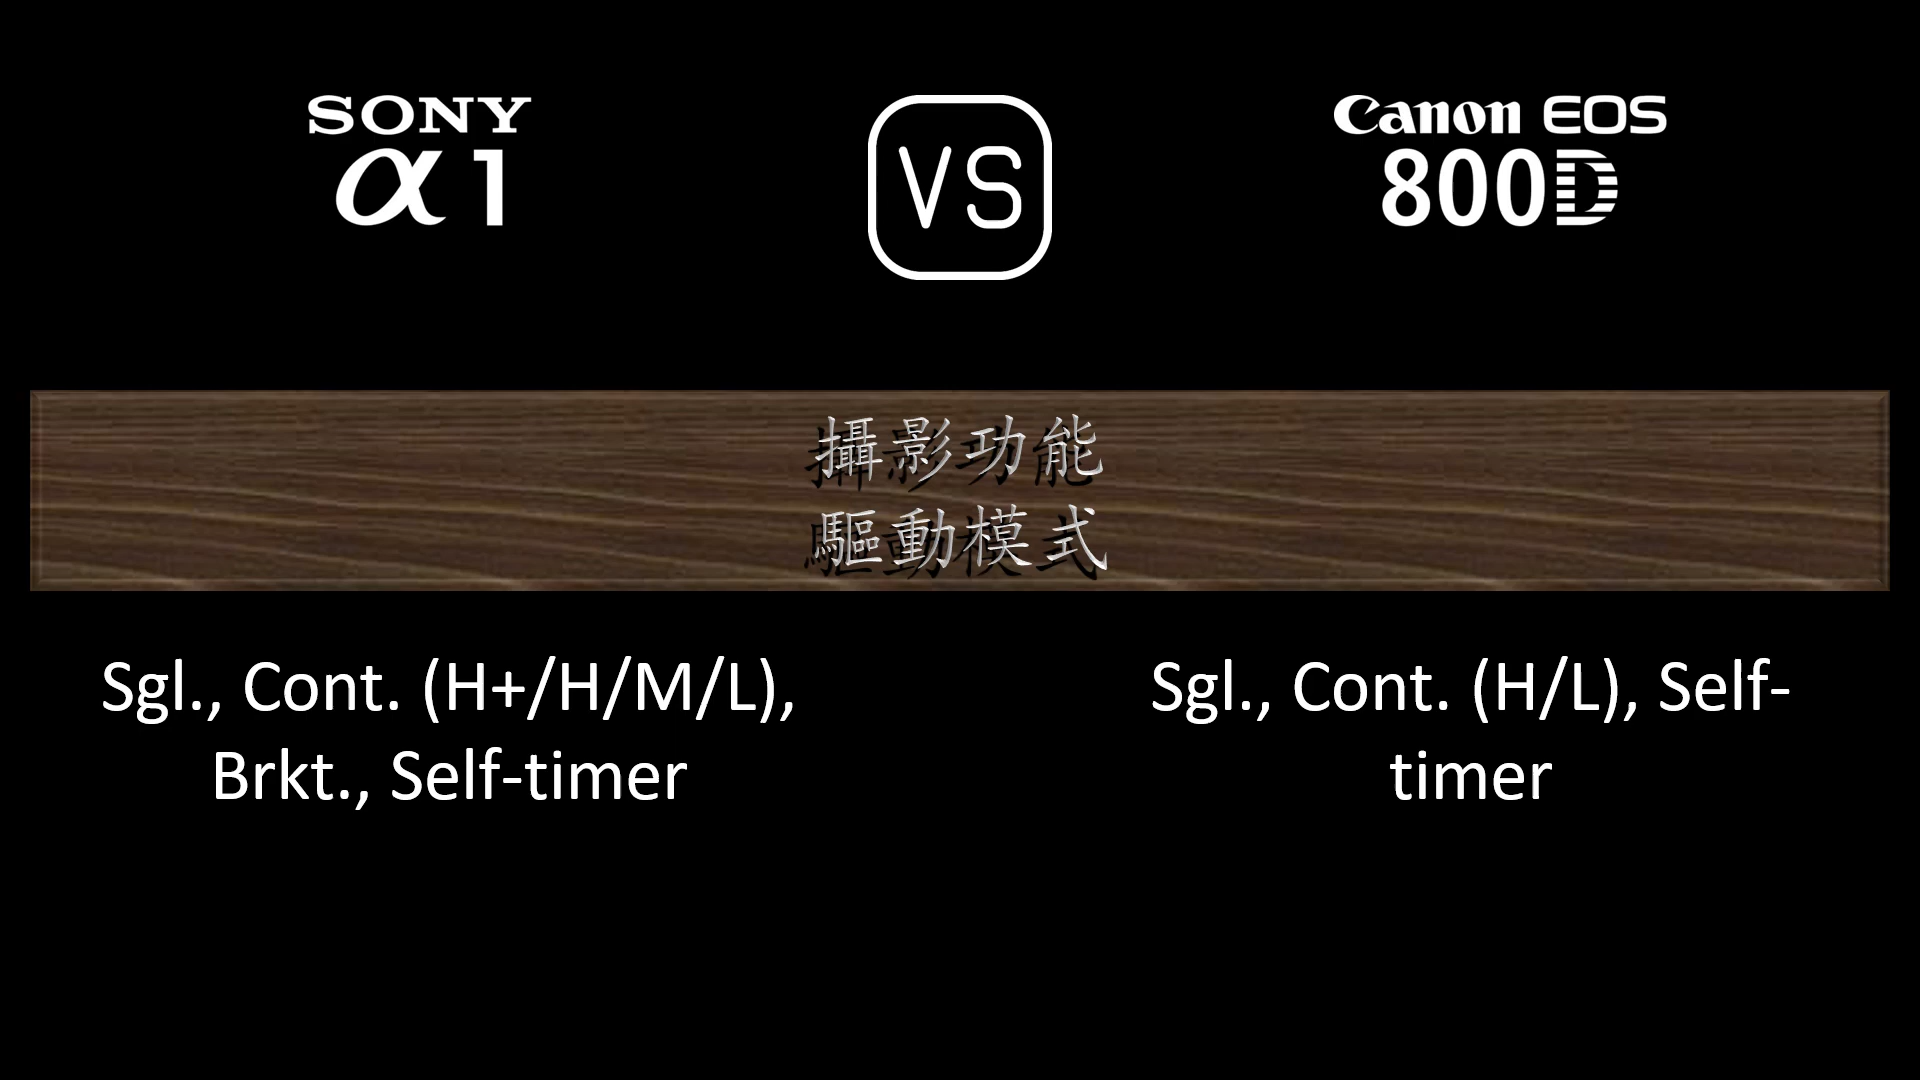 SONY
α1
VS
Canon EOS
800D
攝影功能
驅動模式
Sgl., Cont. (H+/H/M/L),
Brkt., Self-timer
Sgl., Cont. (H/L), Self-
timer